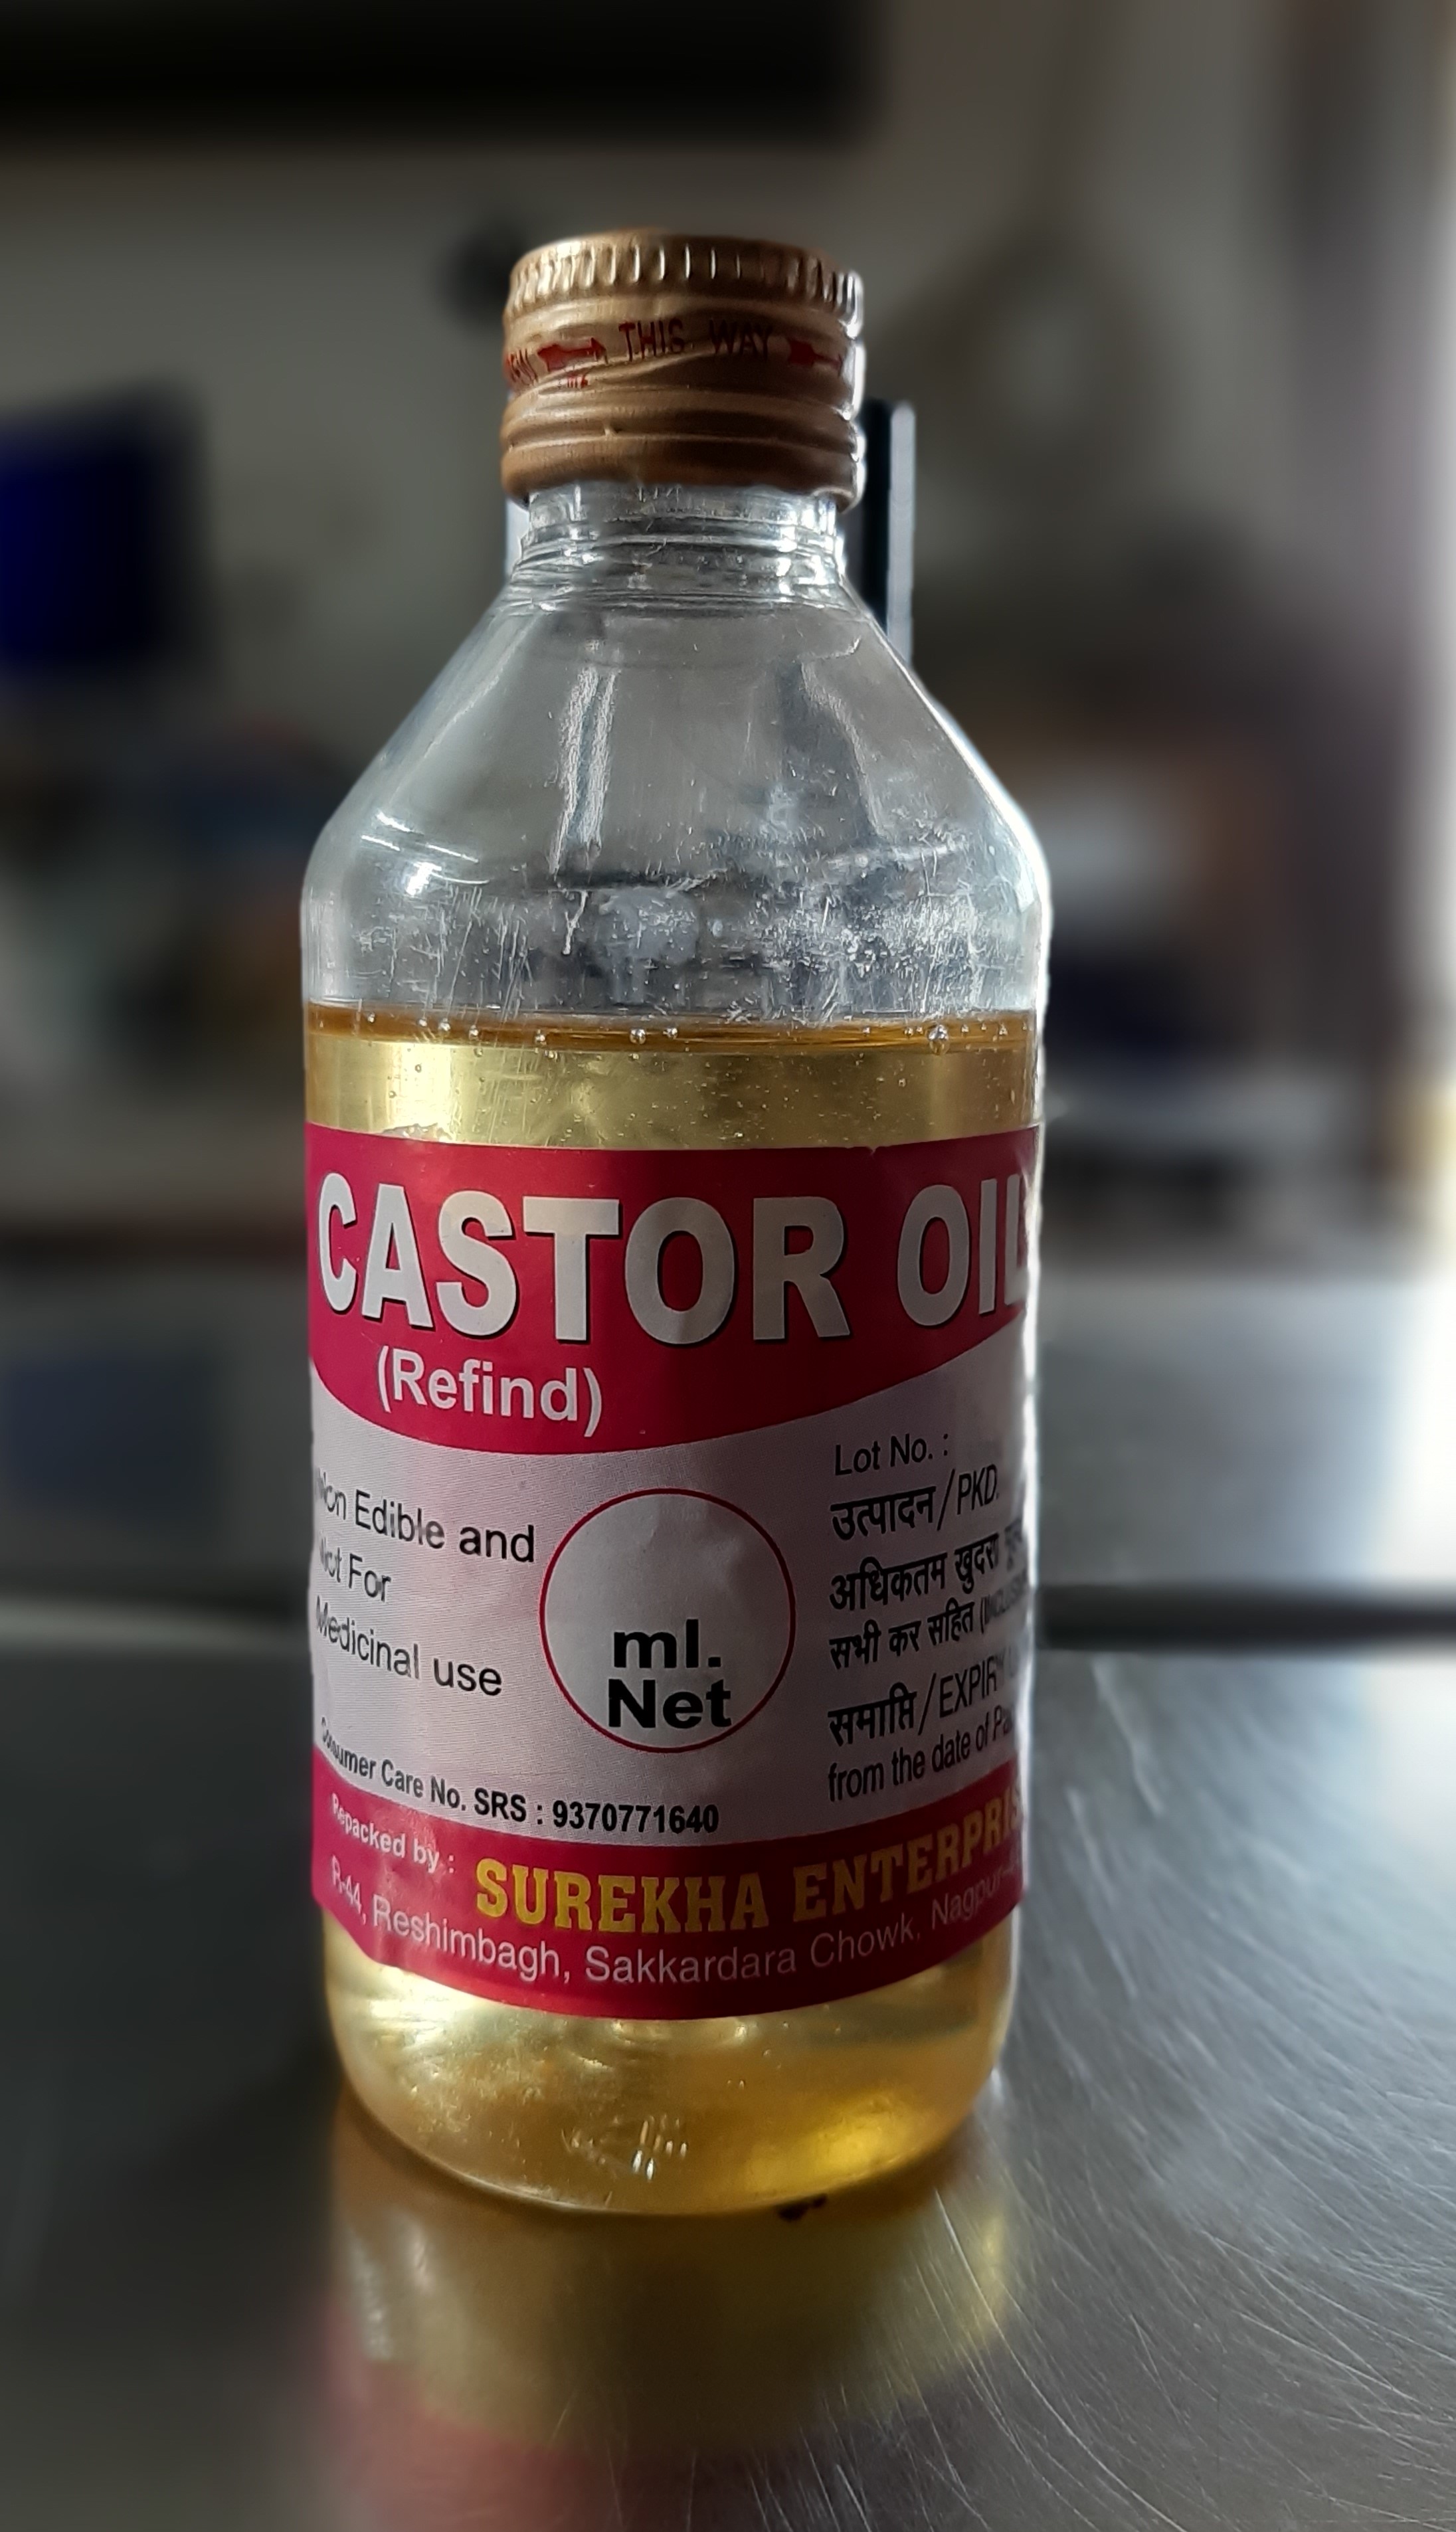 THIS WAY
CASTOR OIL
(Refind)
Non Edible and
Not For
Medicinal use
ml.
Net
Lot No. :
उत्पादन/PKD.
अधिकतम खुदरा
सभी कर सहित
समाप्ति/EXPIRY
from the date of
Consumer Care No. SRS : 9370771640
Repacked by :
SUREKHA ENTERPRIS
R-44, Reshimbagh, Sakkardara Chowk, Nagpur-